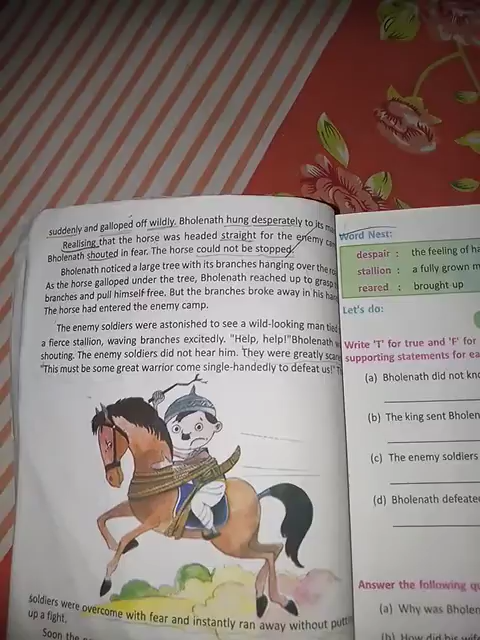 suddenly and galloped off wildly. Bholenath hung desperately to its
Realising that the horse was headed straight for the enemy
Bholenath shouted in fear. The horse could not be stopped.
Bholenath noticed a large tree with its branches hanging over the
As the horse galloped under the tree, Bholenath reached up to grasp
branches and pull himself free. But the branches broke away in his
The horse had entered the enemy camp.
The enemy soldiers were astonished to see a wild-looking man tied
a fierce stallion, waving branches excitedly. "Help, help!"Bholenath
shouting. The enemy soldiers did not hear him. They were greatly
"This must be some great warrior come single-handedly to defeat us!"
soldiers were overcome with fear and instantly ran away without
up a fight.
Soon the
Word Nest:
despair : the feeling of
stallion : a fully grown
reared : brought up
Let's do:
Write 'T' for true and 'F' for
supporting statements for
(a) Bholenath did not
(b) The king sent
(c) The enemy soldiers
(d) Bholenath
Answer the following
(a) Why was
(b) How did his